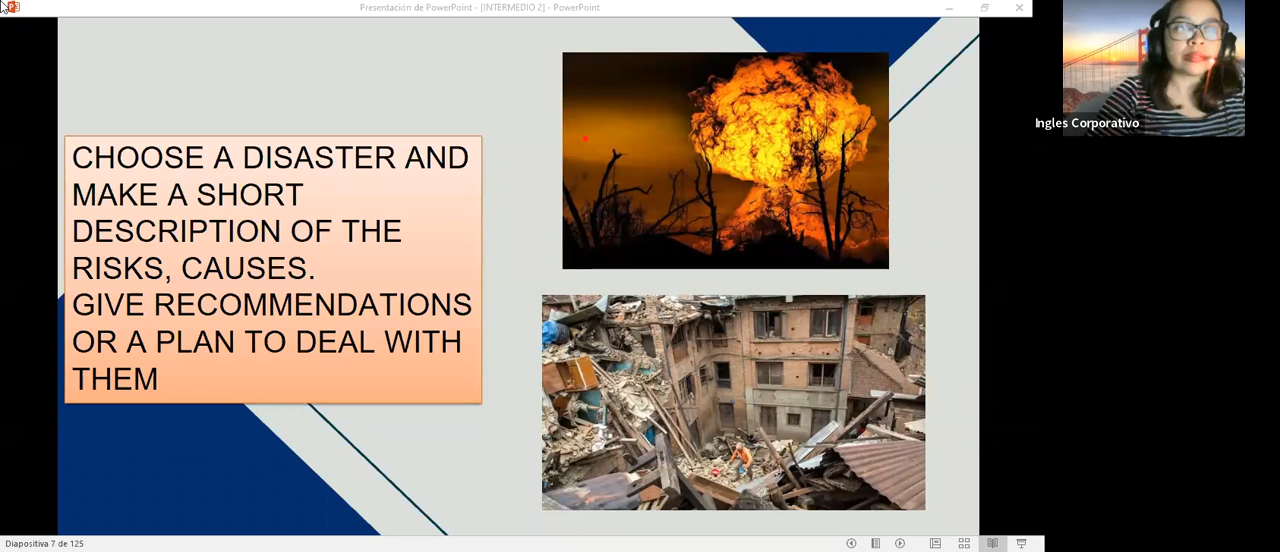 Presentación de PowerPoint - [INTERMEDIO 2] - PowerPoint
CHOOSE A DISASTER AND
MAKE A SHORT
DESCRIPTION OF THE
RISKS, CAUSES.
GIVE RECOMMENDATIONS
OR A PLAN TO DEAL WITH
THEM
Ingles Corporativo
Diapositiva 7 de 125